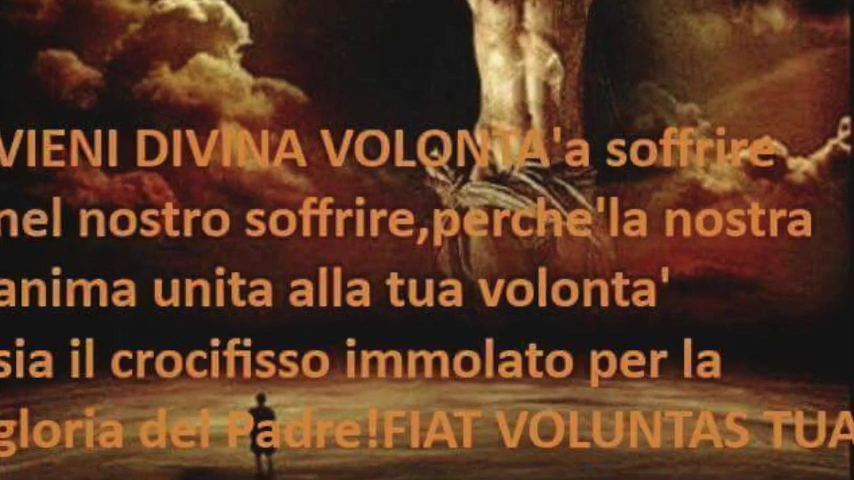 VIENI DIVINA VOLONTA'a soffrire
nel nostro soffrire,perche'la nostra
anima unita alla tua volonta'
sia il crocifisso immolato per la
gloria del Padre!FIAT VOLUNTAS TUA